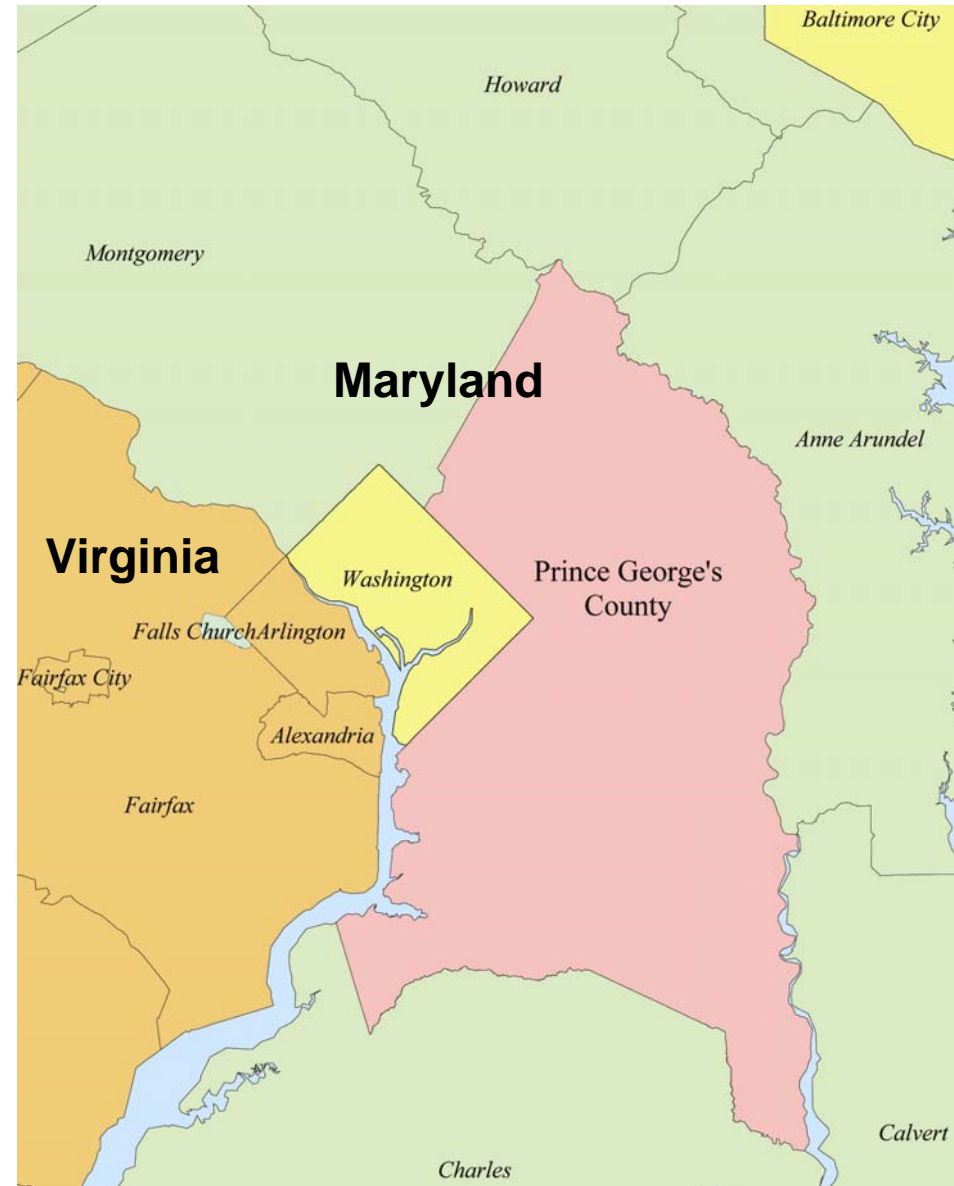 Baltimore City
Howard
Montgomery
Maryland
Anne Arundel
Virginia
Washington
Prince George's
County
Falls Church
Arlington
Fairfax City
Alexandria
Fairfax
Calvert
Charles